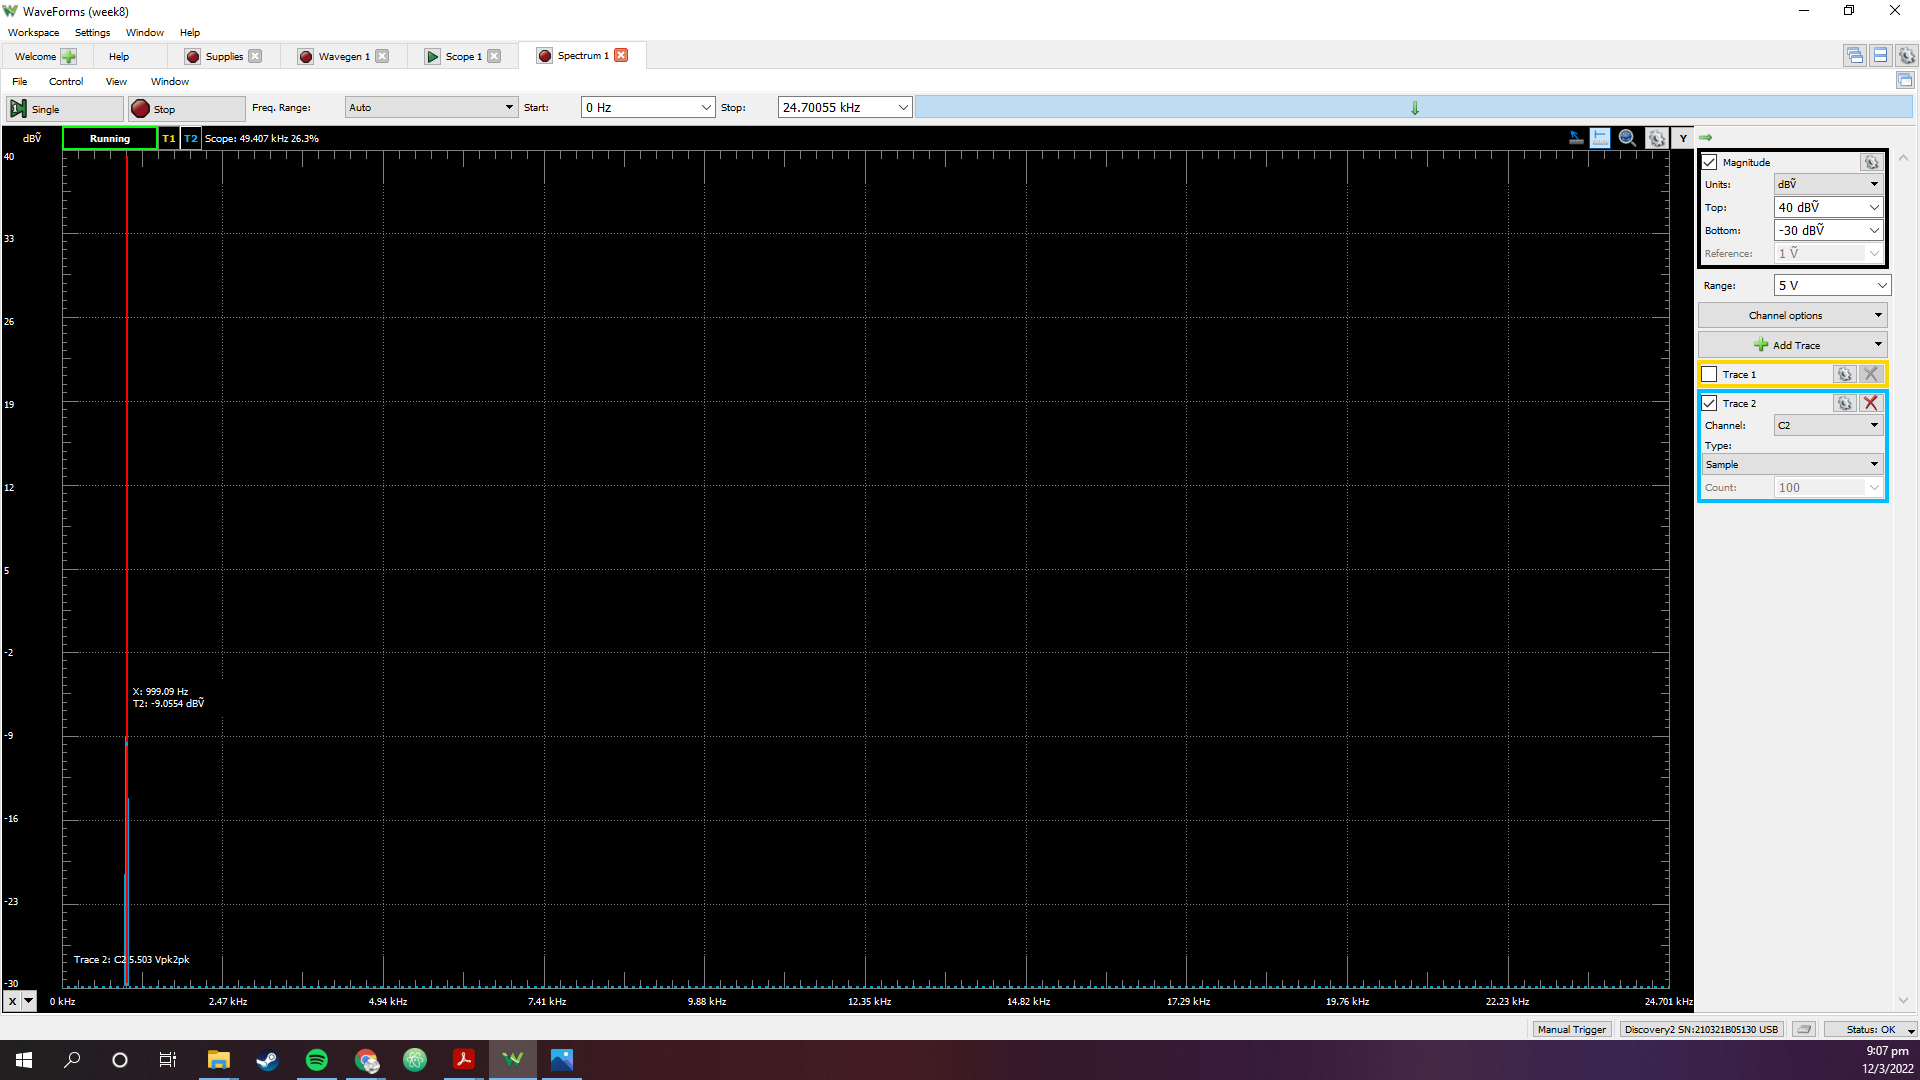 WaveForms (week8)
Workspace Settings Window Help
Welcome Help Supplies Wavegen 1 Scope 1 Spectrum 1
File Control View Window
Single Stop Freq. Range: Auto Start: 0 Hz Stop: 24.70055 kHz
dBṼ Running T1 T2 Scope: 49.407 kHz 26.3% Y
40
33
26
19
12
5
-2
X: 999.09 Hz
T2: -9.0554 dBṼ
-9
-16
-23
Trace 2: C2 5.503 Vpk2pk
-30
X 0 kHz 2.47 kHz 4.94 kHz 7.41 kHz 9.88 kHz 12.35 kHz 14.82 kHz 17.29 kHz 19.76 kHz 22.23 kHz 24.701 kHz
Magnitude
Units: dBṼ
Top: 40 dBṼ
Bottom: -30 dBṼ
Reference: 1 Ṽ
Range: 5 V
Channel options
Add Trace
Trace 1
Trace 2
Channel: C2
Type:
Sample
Count: 100
Manual Trigger Discovery2 SN:210321B05130 USB Status: OK
9:07 pm
12/3/2022